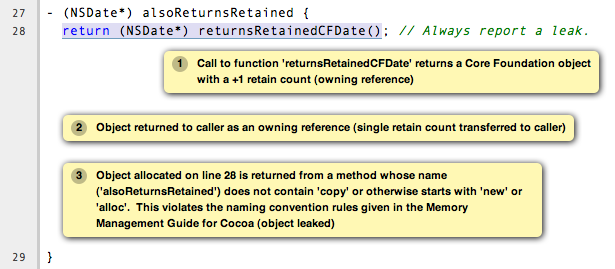 27 - (NSDate*) alsoReturnsRetained {
28 return (NSDate*) returnsRetainedCFDate(); // Always report a leak.
1 Call to function 'returnsRetainedCFDate' returns a Core Foundation object
with a +1 retain count (owning reference)
2 Object returned to caller as an owning reference (single retain count transferred to caller)
3 Object allocated on line 28 is returned from a method whose name
('alsoReturnsRetained') does not contain 'copy' or otherwise starts with 'new' or
'alloc'. This violates the naming convention rules given in the Memory
Management Guide for Cocoa (object leaked)
29 }